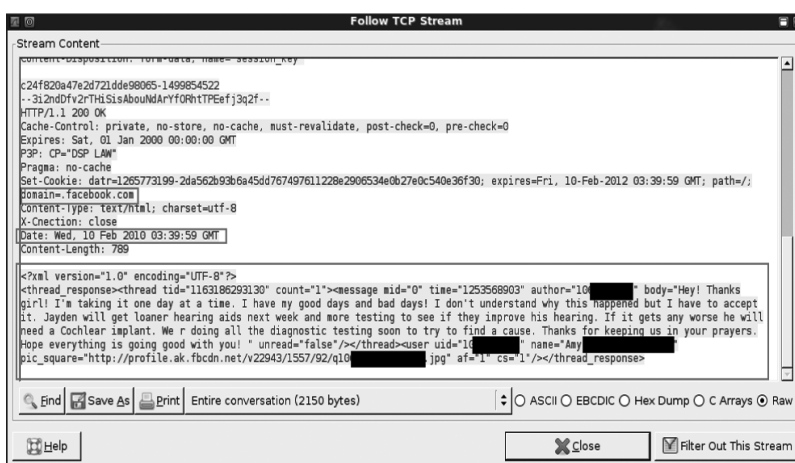 Follow TCP Stream
Stream Content
Content-Disposition: form-data; name="session_key"
c24f820a47e2d721dde98065-1499854522
--3i2ndDfv2rTHiSisAbouNdArYfORhtTPEefj3q2f--
HTTP/1.1 200 OK
Cache-Control: private, no-store, no-cache, must-revalidate, post-check=0, pre-check=0
Expires: Sat, 01 Jan 2000 00:00:00 GMT
P3P: CP="DSP LAW"
Pragma: no-cache
Set-Cookie: datr=1265773199-2da562b93b6a45dd767497611228e2906534e0b27e0c540e36f30; expires=Fri, 10-Feb-2012 03:39:59 GMT; path=/;
domain=.facebook.com
Content-Type: text/html; charset=utf-8
X-Cnection: close
Date: Wed, 10 Feb 2010 03:39:59 GMT
Content-Length: 789
<?xml version="1.0" encoding="UTF-8"?>
<thread_response><thread tid="1163186293130" count="1"><message mid="0" time="1253568903" author="10 " body="Hey! Thanks
girl! I'm taking it one day at a time. I have my good days and bad days! I don't understand why this happened but I have to accept
it. Jayden will get loaner hearing aids next week and more testing to see if they improve his hearing. If it gets any worse he will
need a Cochlear implant. We r doing all the diagnostic testing soon to try to find a cause. Thanks for keeping us in your prayers.
Hope everything is going good with you! " unread="false"/></thread><user uid="10 " name="Amy "
pic_square="http://profile.ak.fbcdn.net/v22943/1557/92/q10 .jpg" af="1" cs="1"/></thread_response>
Find Save As Print Entire conversation (2150 bytes) ASCII EBCDIC Hex Dump C Arrays Raw
Help Close Filter Out This Stream